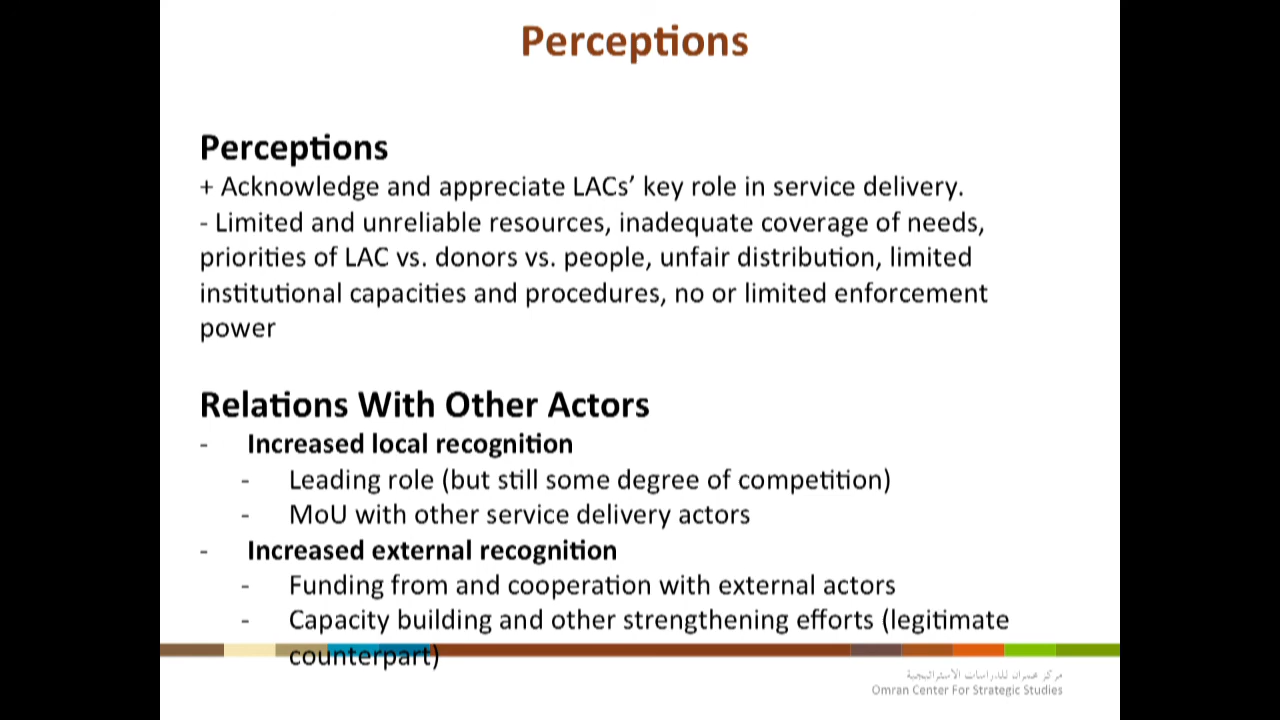 Perceptions
Perceptions
+ Acknowledge and appreciate LACs’ key role in service delivery.
- Limited and unreliable resources, inadequate coverage of needs,
priorities of LAC vs. donors vs. people, unfair distribution, limited
institutional capacities and procedures, no or limited enforcement
power
Relations With Other Actors
- Increased local recognition
- Leading role (but still some degree of competition)
- MoU with other service delivery actors
- Increased external recognition
- Funding from and cooperation with external actors
- Capacity building and other strengthening efforts (legitimate
counterpart)
مركز عمران للدراسات الاستراتيجية
Omran Center For Strategic Studies